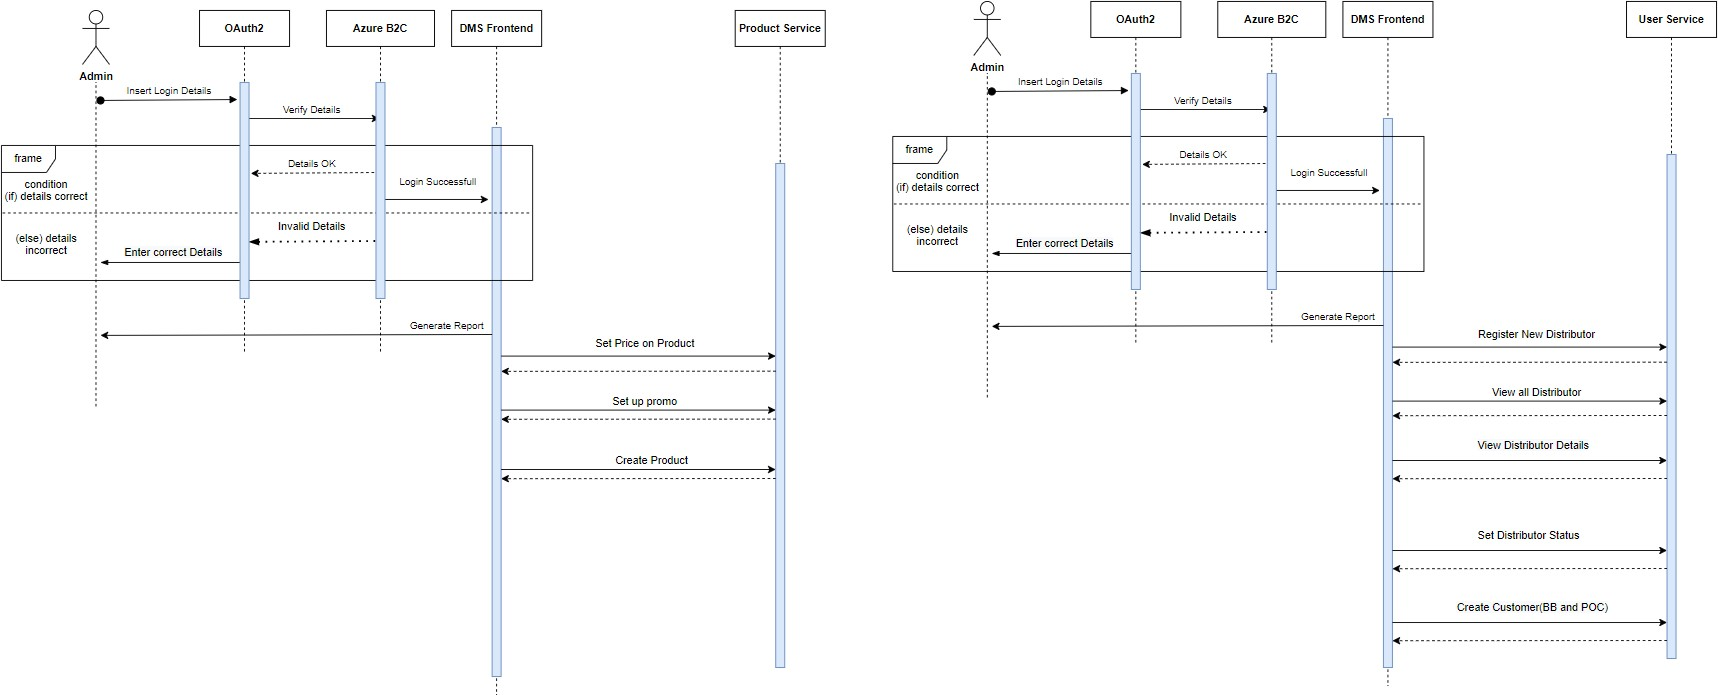 OAuth2
Azure B2C
DMS Frontend
Product Service
Admin
Insert Login Details
Verify Details
frame
condition
(if) details correct
Details OK
Login Successfull
(else) details
incorrect
Invalid Details
Enter correct Details
Generate Report
Set Price on Product
Set up promo
Create Product
OAuth2
Azure B2C
DMS Frontend
User Service
Admin
Insert Login Details
Verify Details
frame
condition
(if) details correct
Details OK
Login Successfull
(else) details
incorrect
Invalid Details
Enter correct Details
Generate Report
Register New Distributor
View all Distributor
View Distributor Details
Set Distributor Status
Create Customer(BB and POC)